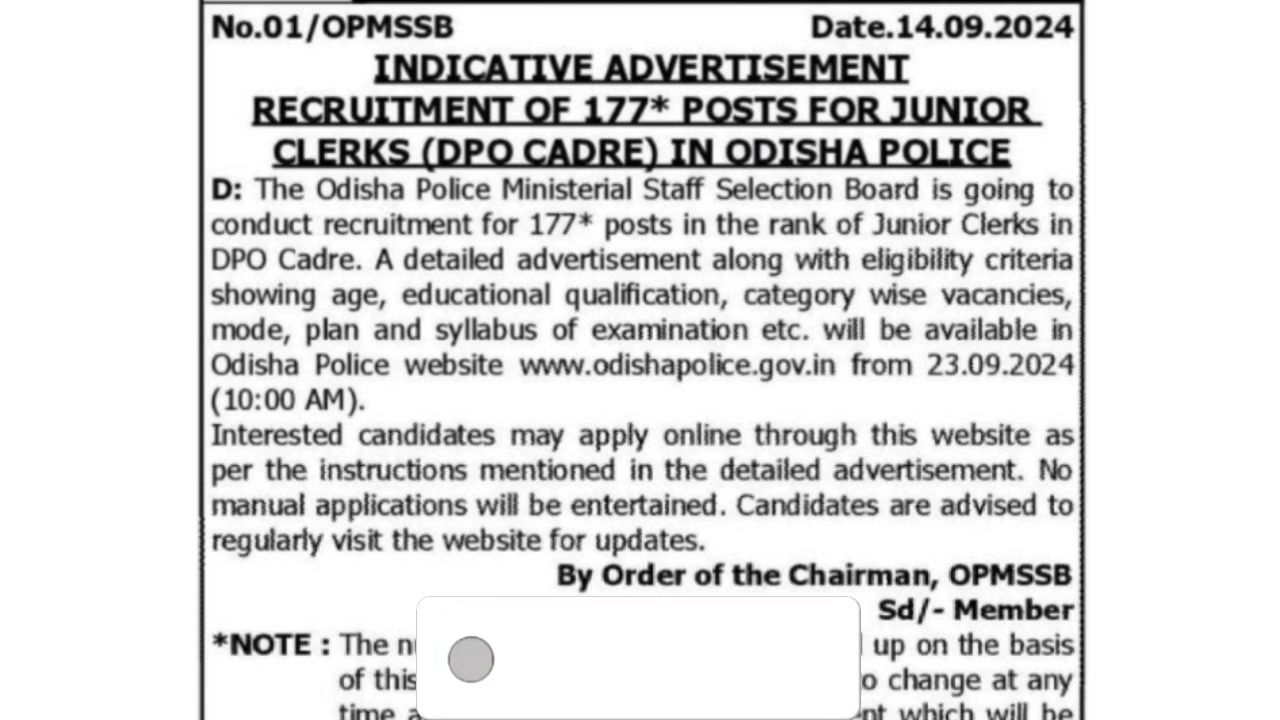 No.01/OPMSSB Date.14.09.2024
INDICATIVE ADVERTISEMENT
RECRUITMENT OF 177* POSTS FOR JUNIOR
CLERKS (DPO CADRE) IN ODISHA POLICE
D: The Odisha Police Ministerial Staff Selection Board is going to
conduct recruitment for 177* posts in the rank of Junior Clerks in
DPO Cadre. A detailed advertisement along with eligibility criteria
showing age, educational qualification, category wise vacancies,
mode, plan and syllabus of examination etc. will be available in
Odisha Police website www.odishapolice.gov.in from 23.09.2024
(10:00 AM).
Interested candidates may apply online through this website as
per the instructions mentioned in the detailed advertisement. No
manual applications will be entertained. Candidates are advised to
regularly visit the website for updates.
By Order of the Chairman, OPMSSB
Sd/- Member
*NOTE : The up on the basis
of this change at any
time which will be